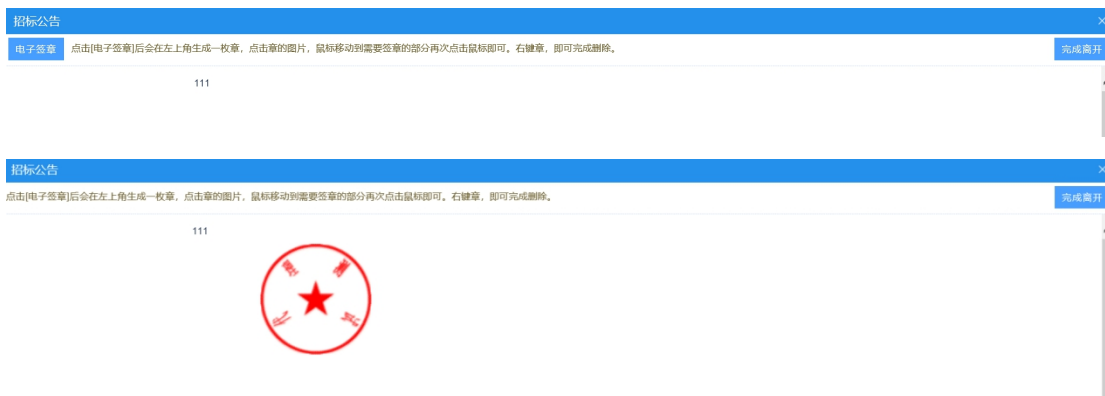 招标公告
电子签章 点击[电子签章]后会在左上角生成一枚章，点击章的图片，鼠标移动到需要签章的部分再次点击鼠标即可。右键章，即可完成删除。 完成离开
111
招标公告
点击[电子签章]后会在左上角生成一枚章，点击章的图片，鼠标移动到需要签章的部分再次点击鼠标即可。右键章，即可完成删除。 完成离开
111